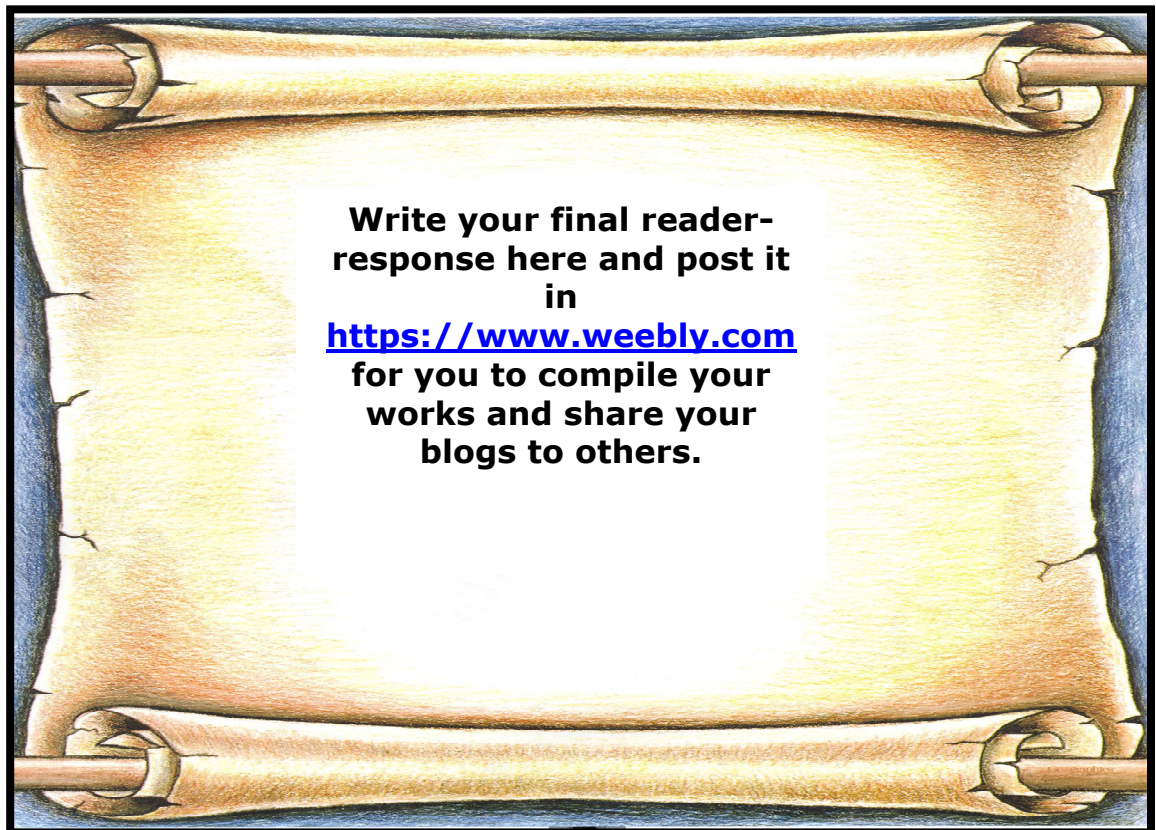 Write your final reader-
response here and post it
in
https://www.weebly.com
for you to compile your
works and share your
blogs to others.